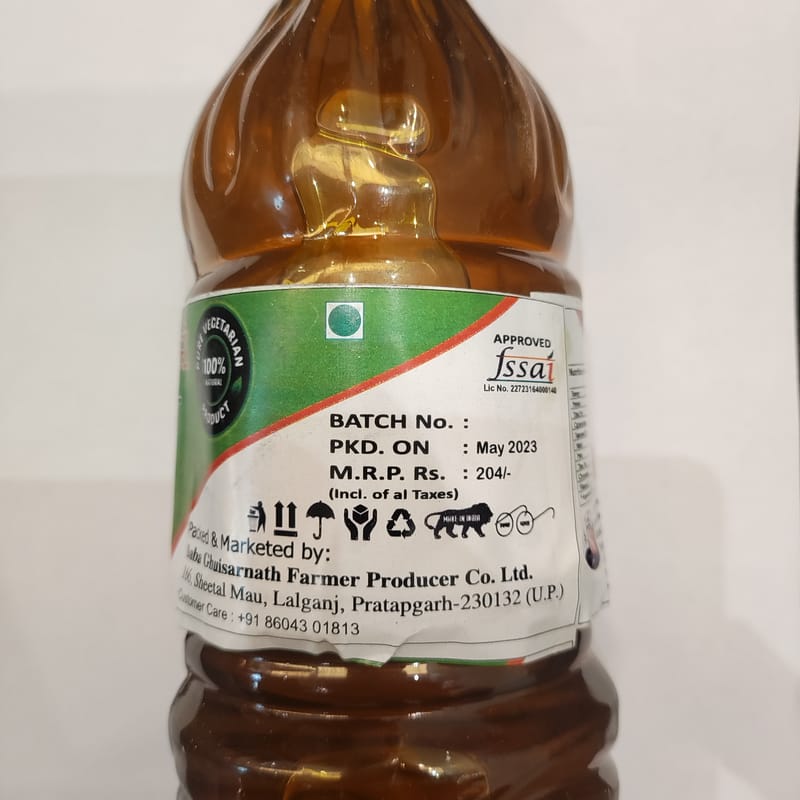 PURE VEGETARIAN
100%
NATURAL
PRODUCT
APPROVED
fssai
Lic No. 22723164000140
BATCH No. :
PKD. ON : May 2023
M.R.P. Rs. : 204/-
(Incl. of al Taxes)
MAKE IN INDIA
Packed & Marketed by:
Baba Ghuisarnath Farmer Producer Co. Ltd.
Sheetal Mau, Lalganj, Pratapgarh-230132 (U.P.)
Customer Care : +91 86043 01813